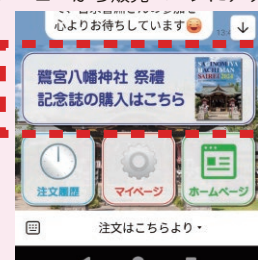 心よりお待ちしています
鷲宮八幡神社 祭禮
記念誌の購入はこちら
注文履歴
マイページ
ホームページ
注文はこちらより